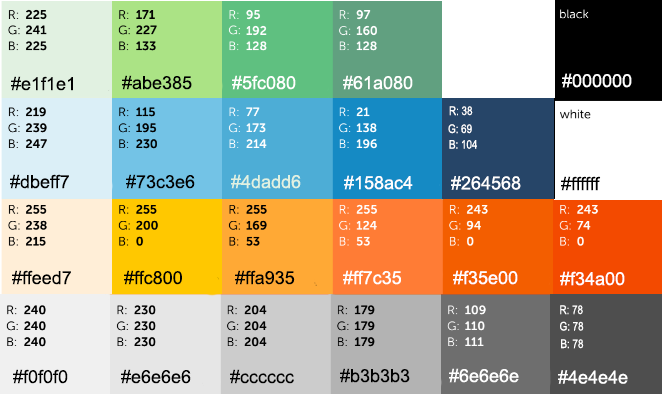 R: 225
G: 241
B: 225
#e1f1e1
R: 171
G: 227
B: 133
#abe385
R: 95
G: 192
B: 128
#5fc080
R: 97
G: 160
B: 128
#61a080
black
#000000
R: 219
G: 239
B: 247
#dbeff7
R: 115
G: 195
B: 230
#73c3e6
R: 77
G: 173
B: 214
#4dadd6
R: 21
G: 138
B: 196
#158ac4
R: 38
G: 69
B: 104
#264568
white
#ffffff
R: 255
G: 238
B: 215
#ffeed7
R: 255
G: 200
B: 0
#ffc800
R: 255
G: 169
B: 53
#ffa935
R: 255
G: 124
B: 53
#ff7c35
R: 243
G: 94
B: 0
#f35e00
R: 243
G: 74
B: 0
#f34a00
R: 240
G: 240
B: 240
#f0f0f0
R: 230
G: 230
B: 230
#e6e6e6
R: 204
G: 204
B: 204
#cccccc
R: 179
G: 179
B: 179
#b3b3b3
R: 109
G: 110
B: 111
#6e6e6e
R: 78
G: 78
B: 78
#4e4e4e